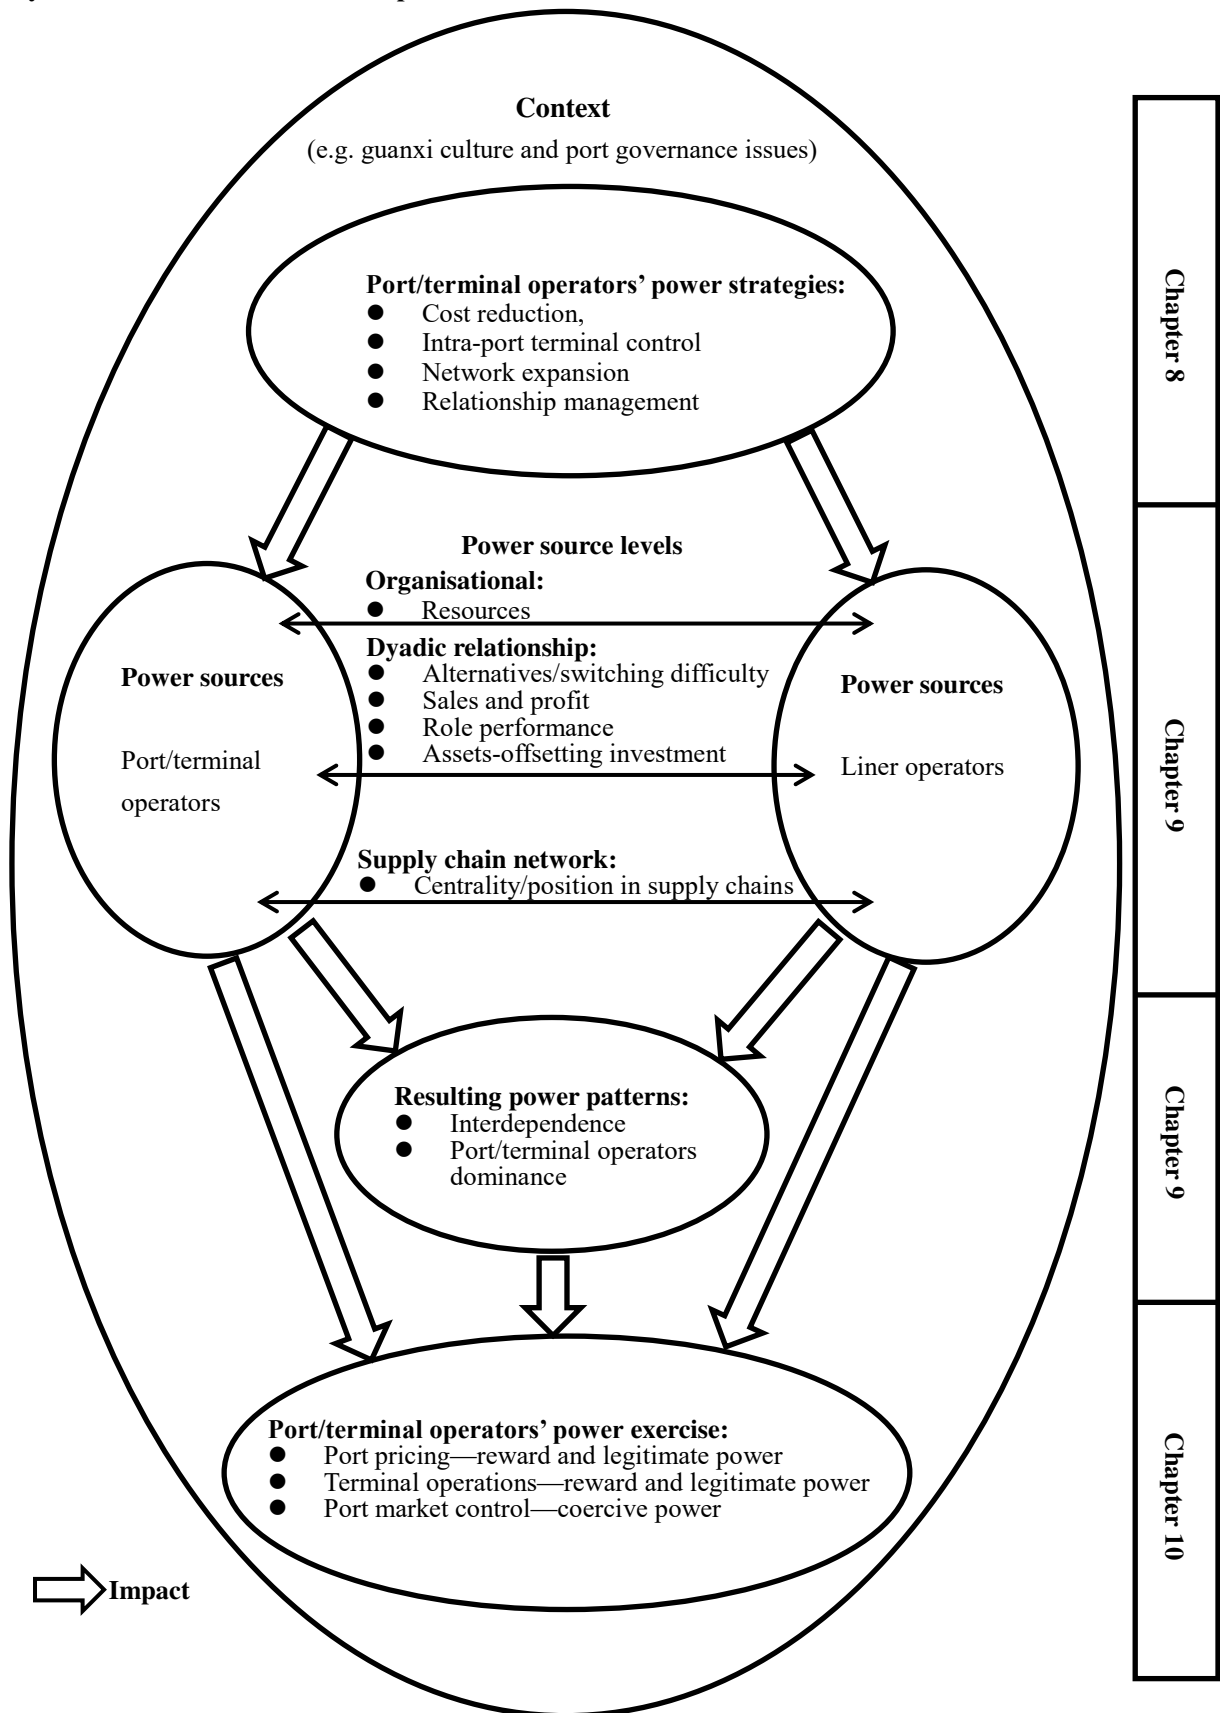 Context
(e.g. guanxi culture and port governance issues)
Port/terminal operators’ power strategies:
● Cost reduction,
● Intra-port terminal control
● Network expansion
● Relationship management
Chapter 8
Power source levels
Organisational:
● Resources
Dyadic relationship:
● Alternatives/switching difficulty
● Sales and profit
● Role performance
● Assets-offsetting investment
Supply chain network:
● Centrality/position in supply chains
Power sources
Port/terminal
operators
Power sources
Liner operators
Chapter 9
Resulting power patterns:
● Interdependence
● Port/terminal operators
dominance
Chapter 9
Port/terminal operators’ power exercise:
● Port pricing—reward and legitimate power
● Terminal operations—reward and legitimate power
● Port market control—coercive power
Chapter 10
Impact